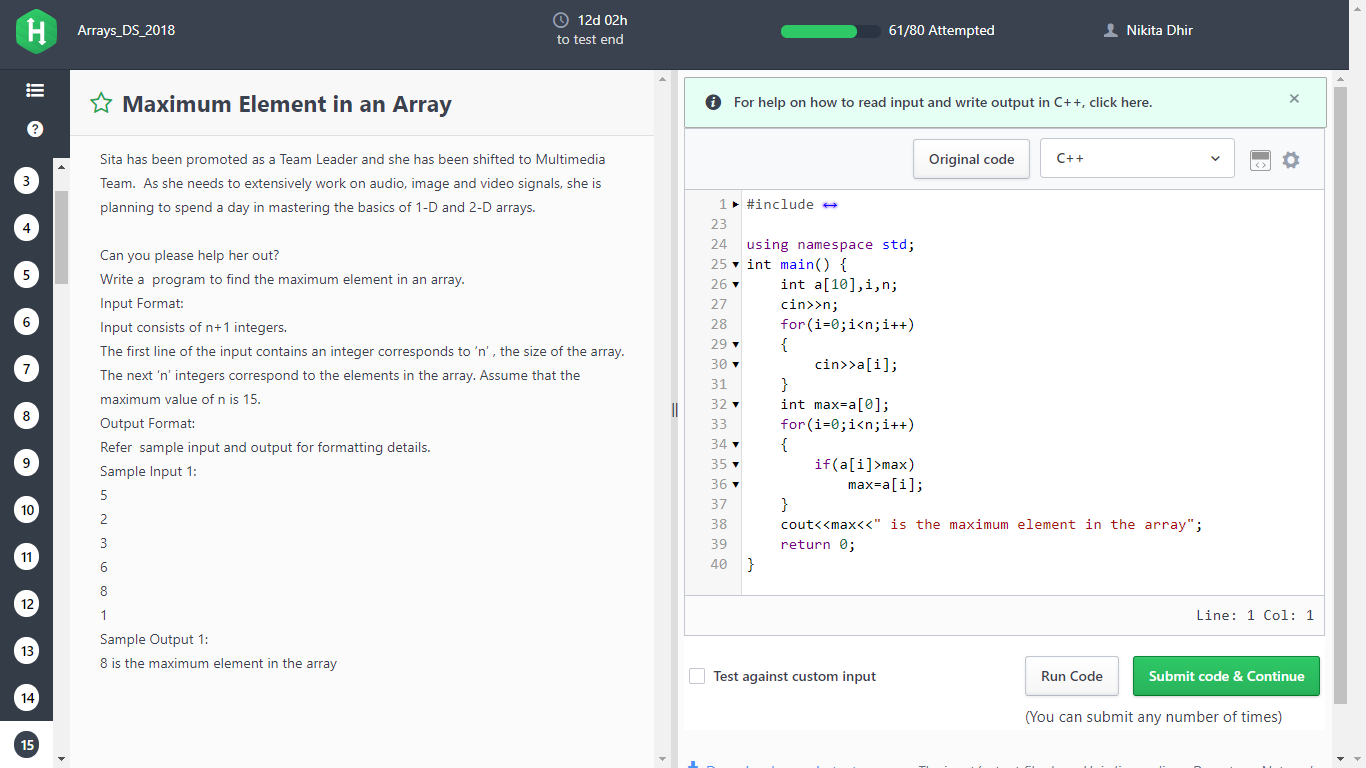 Arrays_DS_2018
12d 02h
to test end
61/80 Attempted
Nikita Dhir
?
3
4
5
6
7
8
9
10
11
12
13
14
15
Maximum Element in an Array
Sita has been promoted as a Team Leader and she has been shifted to Multimedia
Team.  As she needs to extensively work on audio, image and video signals, she is
planning to spend a day in mastering the basics of 1-D and 2-D arrays.
Can you please help her out?
Write a  program to find the maximum element in an array.
Input Format:
Input consists of n+1 integers.
The first line of the input contains an integer corresponds to ‘n’ , the size of the array.
The next ‘n’ integers correspond to the elements in the array. Assume that the
maximum value of n is 15.
Output Format:
Refer  sample input and output for formatting details.
Sample Input 1:
5
2
3
6
8
1
Sample Output 1:
8 is the maximum element in the array
For help on how to read input and write output in C++, click here.
Original code
C++
1 #include
23
24 using namespace std;
25 int main() {
26 int a[10],i,n;
27 cin>>n;
28 for(i=0;i<n;i++)
29 {
30 cin>>a[i];
31 }
32 int max=a[0];
33 for(i=0;i<n;i++)
34 {
35 if(a[i]>max)
36 max=a[i];
37 }
38 cout<<max<<" is the maximum element in the array";
39 return 0;
40 }
Line: 1 Col: 1
Test against custom input
Run Code
Submit code & Continue
(You can submit any number of times)